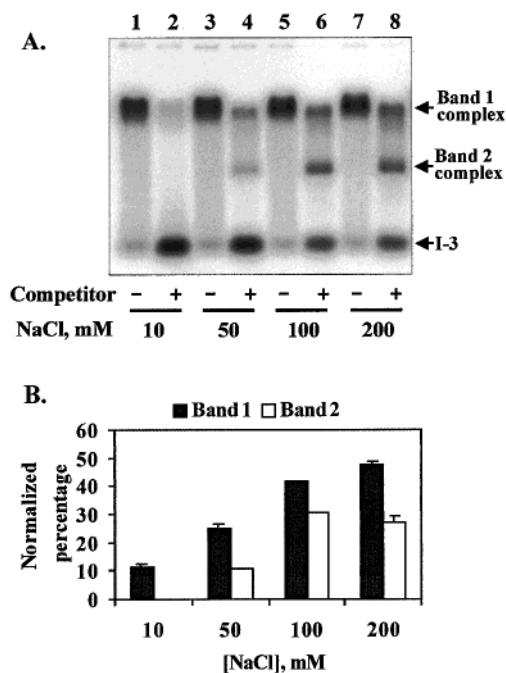 A.
1 2 3 4 5 6 7 8
Band 1
complex
Band 2
complex
I-3
Competitor - + - + - + - +
NaCl, mM 10 50 100 200
B.
Band 1 Band 2
Normalized
percentage
60
50
40
30
20
10
0
10 50 100 200
[NaCl], mM